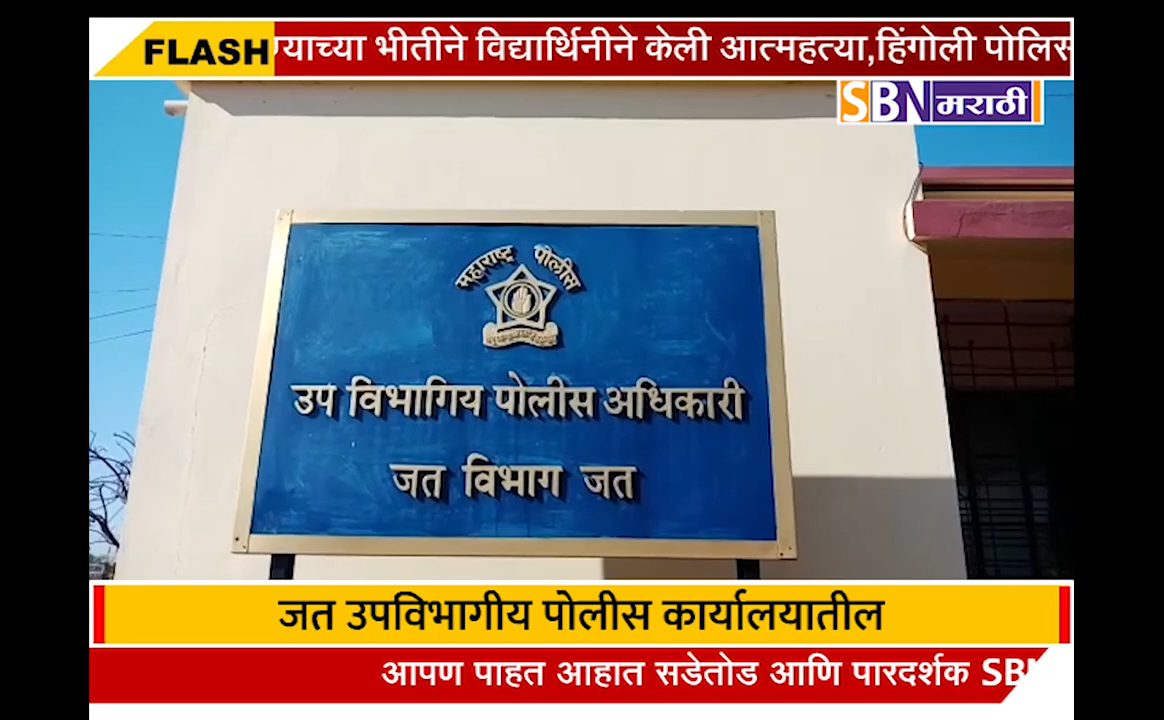 FLASH
ण्याच्या भीतीने विद्यार्थिनीने केली आत्महत्या,हिंगोली पोलिस
SBN मराठी
महाराष्ट्र पोलीस
उप विभागिय पोलीस अधिकारी
जत विभाग जत
जत उपविभागीय पोलीस कार्यालयातील
आपण पाहत आहात सडेतोड आणि पारदर्शक SBN